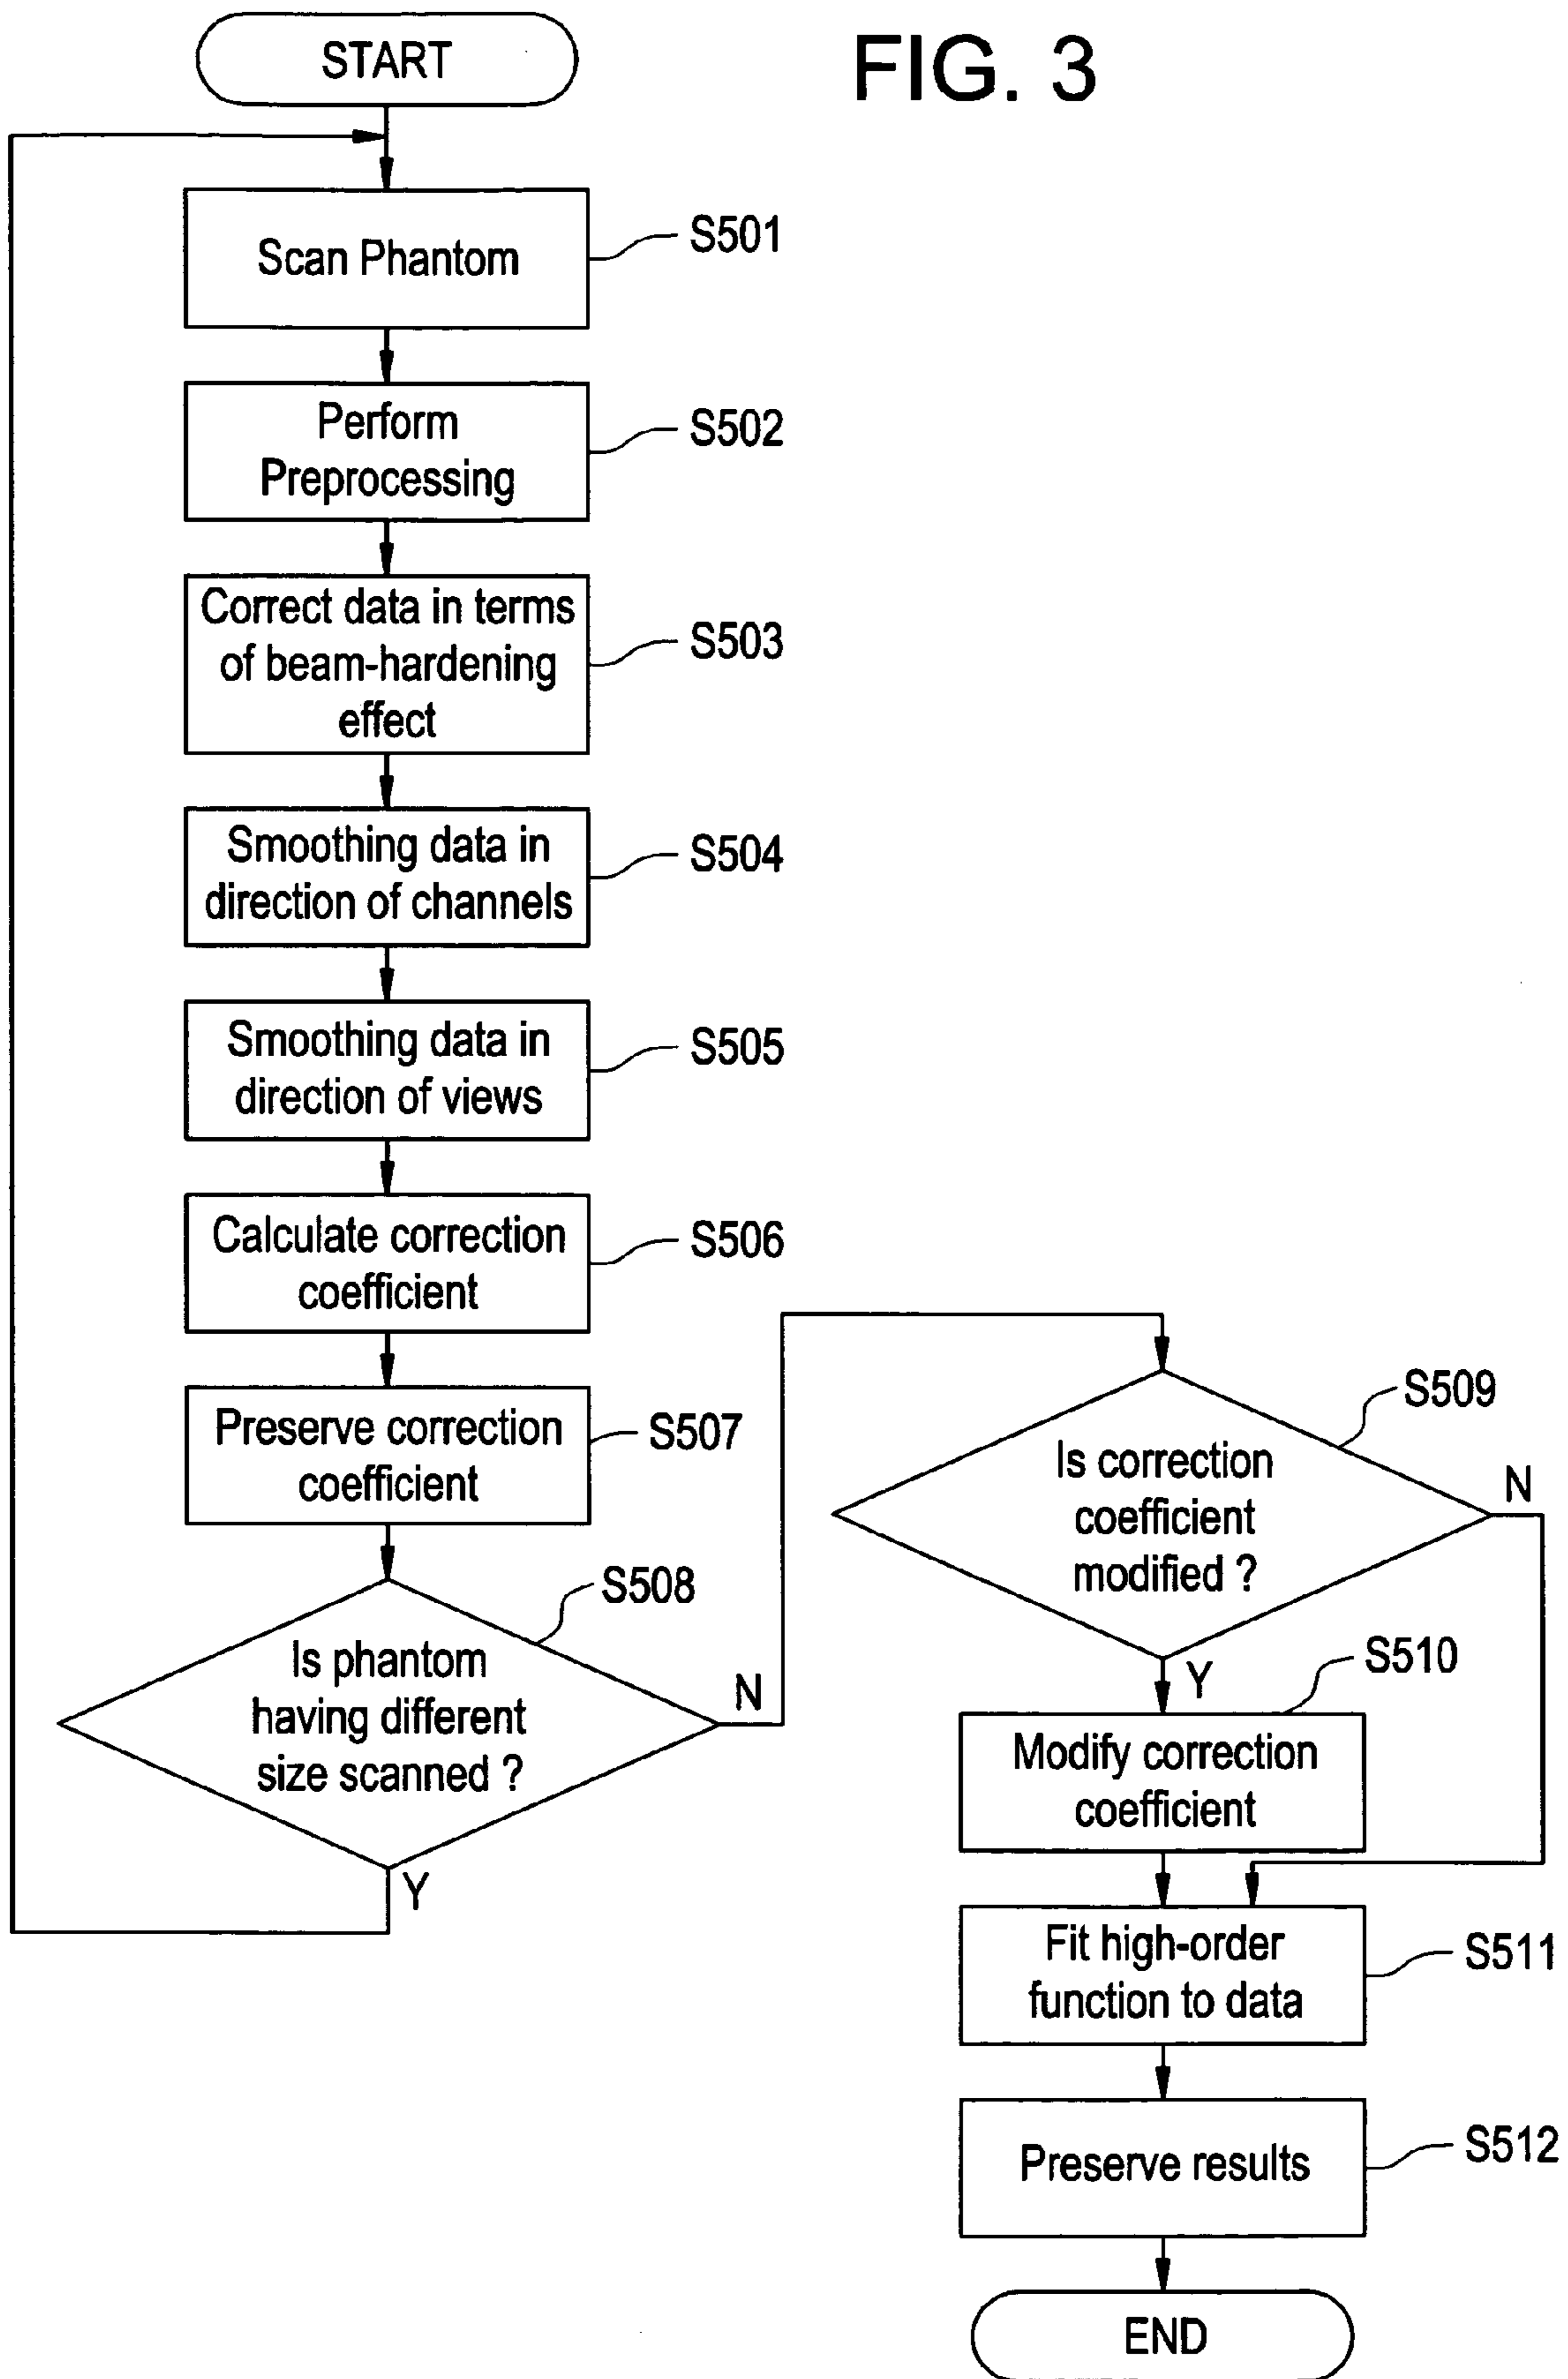 FIG. 3
START
Scan Phantom
S501
Perform
Preprocessing
S502
Correct data in terms
of beam-hardening
effect
S503
Smoothing data in
direction of channels
S504
Smoothing data in
direction of views
S505
Calculate correction
coefficient
S506
Preserve correction
coefficient
S507
Is phantom
having different
size scanned ?
S508
N
Y
Is correction
coefficient
modified ?
S509
N
Y
Modify correction
coefficient
S510
Fit high-order
function to data
S511
Preserve results
S512
END